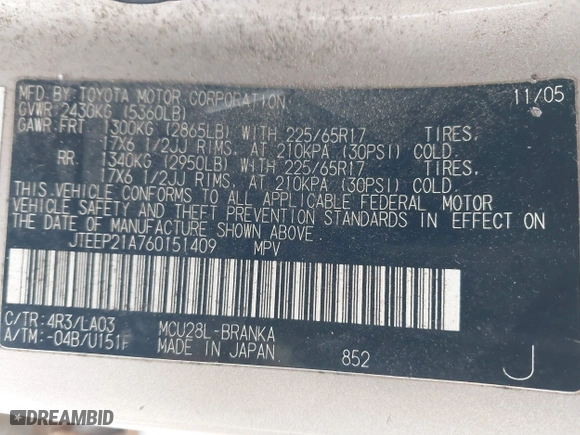 MFD.BY: TOYOTA MOTOR CORPORATION 11/05
GVWR: 2430KG (5360LB)
GAWR: FRT. 1300KG (2865LB) WITH 225/65R17 TIRES,
17X6 1/2JJ RIMS, AT 210KPA (30PSI) COLD.
RR. 1340KG (2950LB) WITH 225/65R17 TIRES,
17X6 1/2JJ RIMS, AT 210KPA (30PSI) COLD.
THIS VEHICLE CONFORMS TO ALL APPLICABLE FEDERAL MOTOR
VEHICLE SAFETY AND THEFT PREVENTION STANDARDS IN EFFECT ON
THE DATE OF MANUFACTURE SHOWN ABOVE.
JTEEP21A760151409 MPV
C/TR: 4R3/LA03 MCU28L-BRANKA
A/TM: -04B/U151F MADE IN JAPAN 852 J
DREAMBID